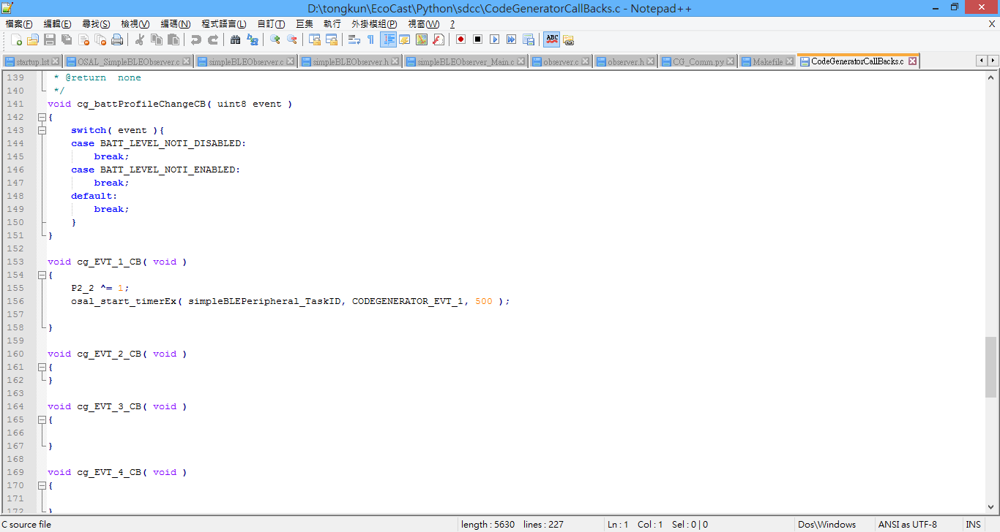 D:\tongkun\EcoCast\Python\sdcc\CodeGeneratorCallBacks.c - Notepad++
檔案(F) 編輯(E) 尋找(S) 檢視(V) 編碼(N) 程式語言(L) 自訂(T) 巨集 執行 外掛模組(P) 視窗(W) ? X
ABC
startup.lst OSAL_SimpleBLEObserver.c simpleBLEObserver.c simpleBLEObserver.h simpleBLEObserver_Main.c observer.c observer.h CG_Comm.py Makefile CodeGeneratorCallBacks.c
139 * @return none
140 */
141 void cg_battProfileChangeCB( uint8 event )
142 {
143 switch( event ){
144 case BATT_LEVEL_NOTI_DISABLED:
145 break;
146 case BATT_LEVEL_NOTI_ENABLED:
147 break;
148 default:
149 break;
150 }
151 }
152
153 void cg_EVT_1_CB( void )
154 {
155 P2_2 ^= 1;
156 osal_start_timerEx( simpleBLEPeripheral_TaskID, CODEGENERATOR_EVT_1, 500 );
157
158 }
159
160 void cg_EVT_2_CB( void )
161 {
162 }
163
164 void cg_EVT_3_CB( void )
165 {
166
167 }
168
169 void cg_EVT_4_CB( void )
170 {
171
172 }
C source file length : 5630 lines : 227 Ln : 1 Col : 1 Sel : 0 | 0 Dos\Windows ANSI as UTF-8 INS